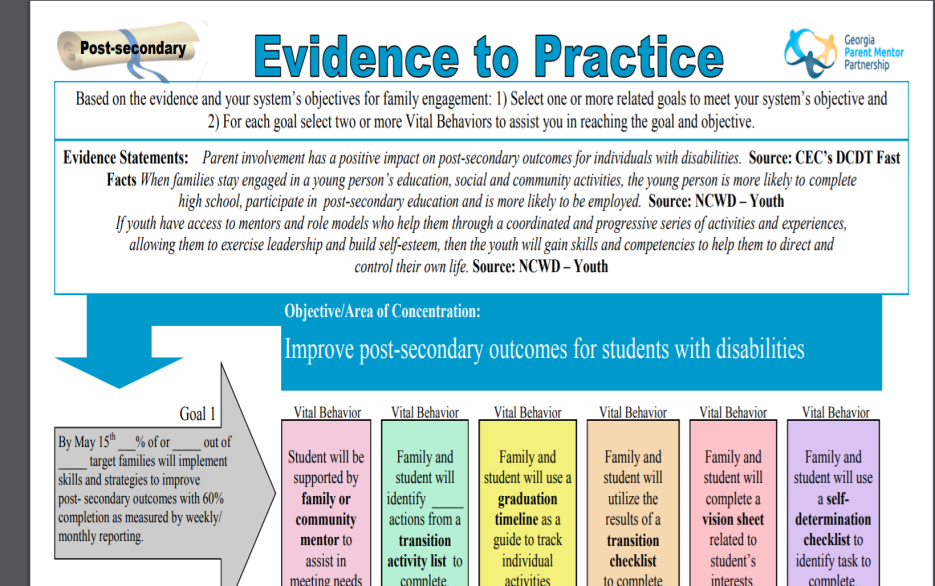 Post-secondary
Evidence to Practice
Georgia
Parent Mentor
Partnership
Based on the evidence and your system's objectives for family engagement: 1) Select one or more related goals to meet your system's objective and
2) For each goal select two or more Vital Behaviors to assist you in reaching the goal and objective.
Evidence Statements: Parent involvement has a positive impact on post-secondary outcomes for individuals with disabilities. Source: CEC's DCDT Fast
Facts When families stay engaged in a young person's education, social and community activities, the young person is more likely to complete
high school, participate in post-secondary education and is more likely to be employed. Source: NCWD – Youth
If youth have access to mentors and role models who help them through a coordinated and progressive series of activities and experiences,
allowing them to exercise leadership and build self-esteem, then the youth will gain skills and competencies to help them to direct and
control their own life. Source: NCWD – Youth
Objective/Area of Concentration:
Improve post-secondary outcomes for students with disabilities
Goal 1
By May 15th ___% of or _____ out of
_____ target families will implement
skills and strategies to improve
post- secondary outcomes with 60%
completion as measured by weekly/
monthly reporting.
Vital Behavior
Student will be
supported by
family or
community
mentor to
assist in
meeting needs
Vital Behavior
Family and
student will
identify _____
actions from a
transition
activity list to
complete
Vital Behavior
Family and
student will use a
graduation
timeline as a
guide to track
individual
activities
Vital Behavior
Family and
student will
utilize the
results of a
transition
checklist
to complete
Vital Behavior
Family and
student will
complete a
vision sheet
related to
student's
interests
Vital Behavior
Family and
student will use
a self-
determination
checklist to
identify task to
complete